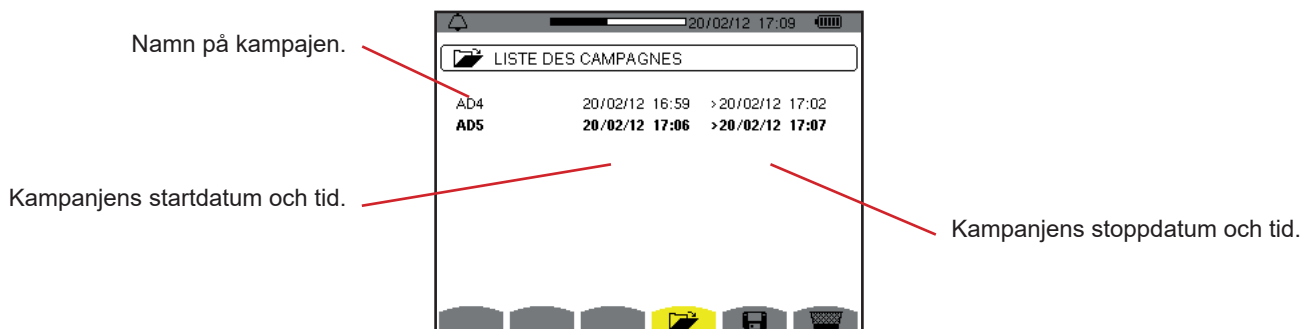 20/02/12 17:09
Namn på kampajen.
LISTE DES CAMPAGNES
AD4 20/02/12 16:59 >20/02/12 17:02
AD5 20/02/12 17:06 >20/02/12 17:07
Kampanjens startdatum och tid.
Kampanjens stoppdatum och tid.